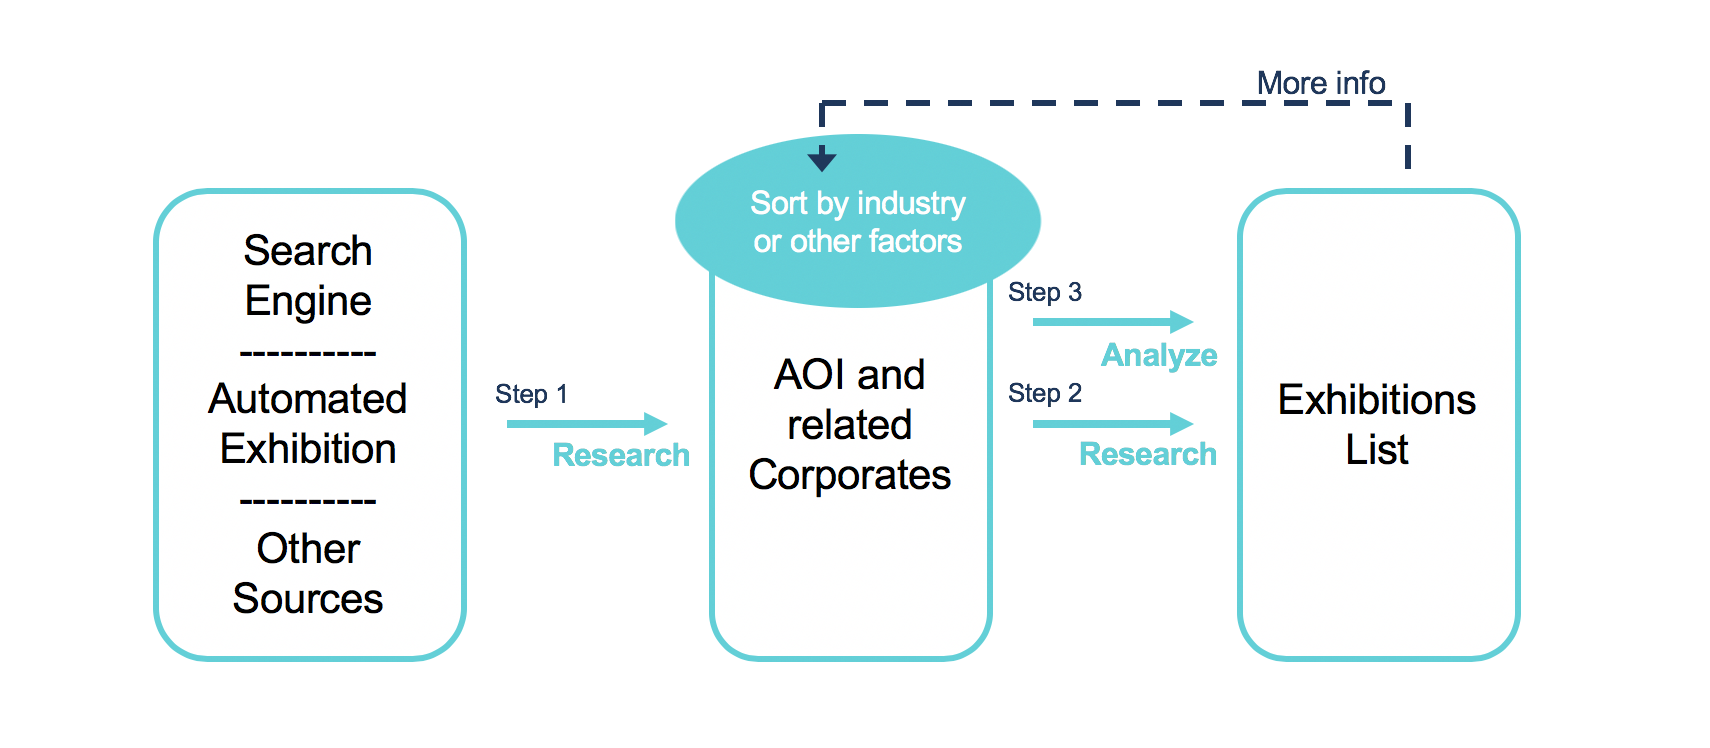 More info
Sort by industry
or other factors
Search
Engine
----------
Automated
Exhibition
----------
Other
Sources
Step 1
Research
AOI and
related
Corporates
Step 3
Analyze
Step 2
Research
Exhibitions
List